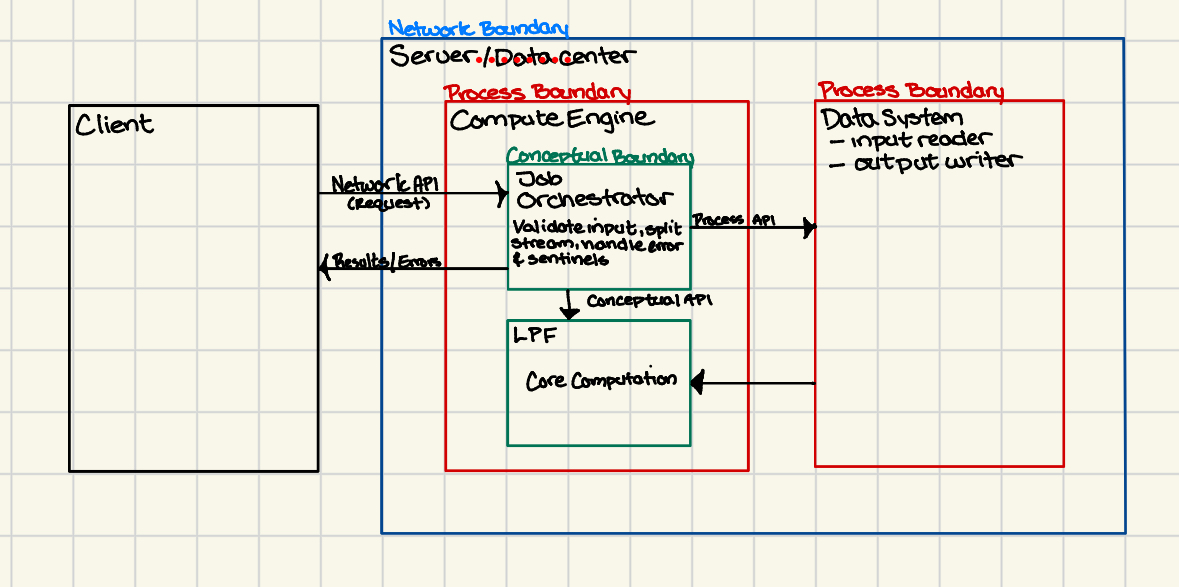 Network Boundary
Server/Datacenter
Process Boundary
Process Boundary
Client
Compute Engine
Data System
- input reader
- output writer
Conceptual Boundary
Job
Orchestrator
Validate input, split
stream, handle error
& sentinels
Network API
(Request)
Process API
Results/Errors
Conceptual API
LPF
Core Computation